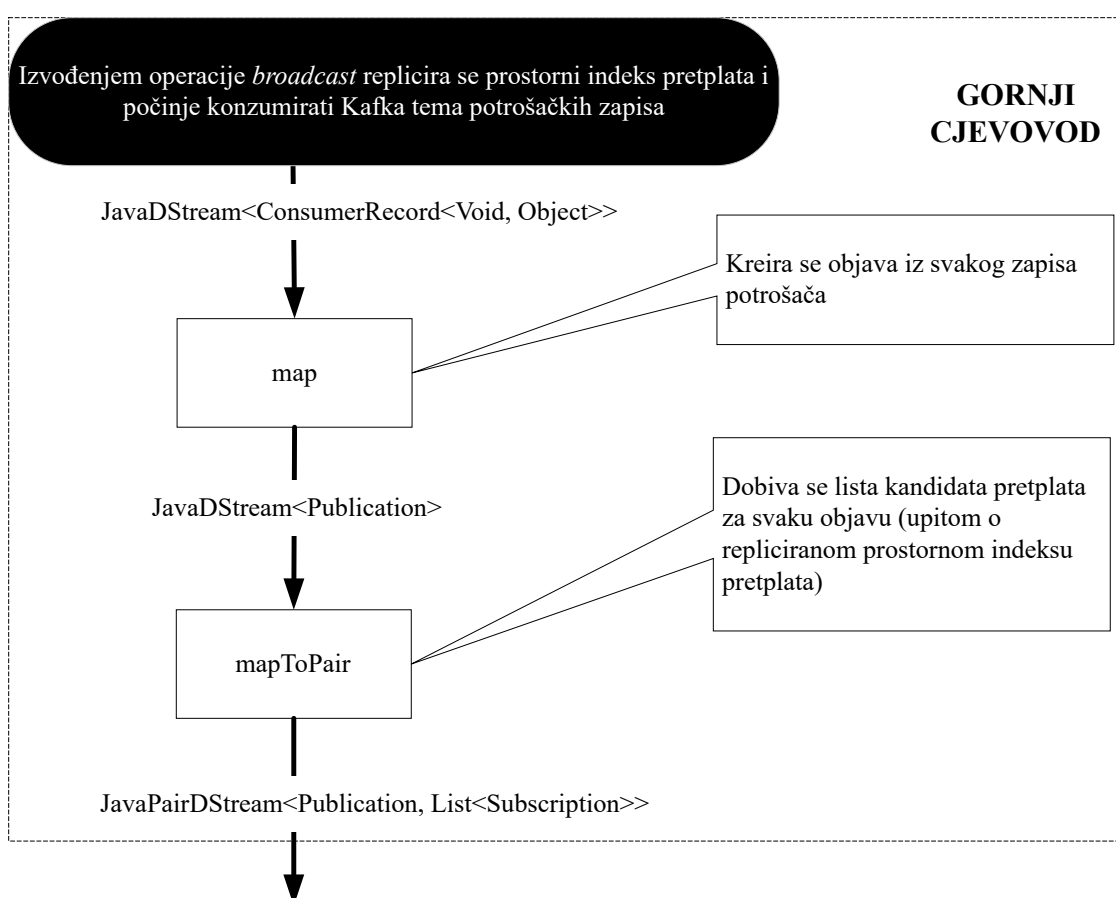 Izvođenjem operacije broadcast replicira se prostorni indeks pretplata i
počinje konzumirati Kafka tema potrošačkih zapisa
GORNJI
CJEVOVOD
JavaDStream<ConsumerRecord<Void, Object>>
Kreira se objava iz svakog zapisa
potrošača
map
JavaDStream<Publication>
Dobiva se lista kandidata pretplata
za svaku objavu (upitom o
repliciranom prostornom indeksu
pretplata)
mapToPair
JavaPairDStream<Publication, List<Subscription>>